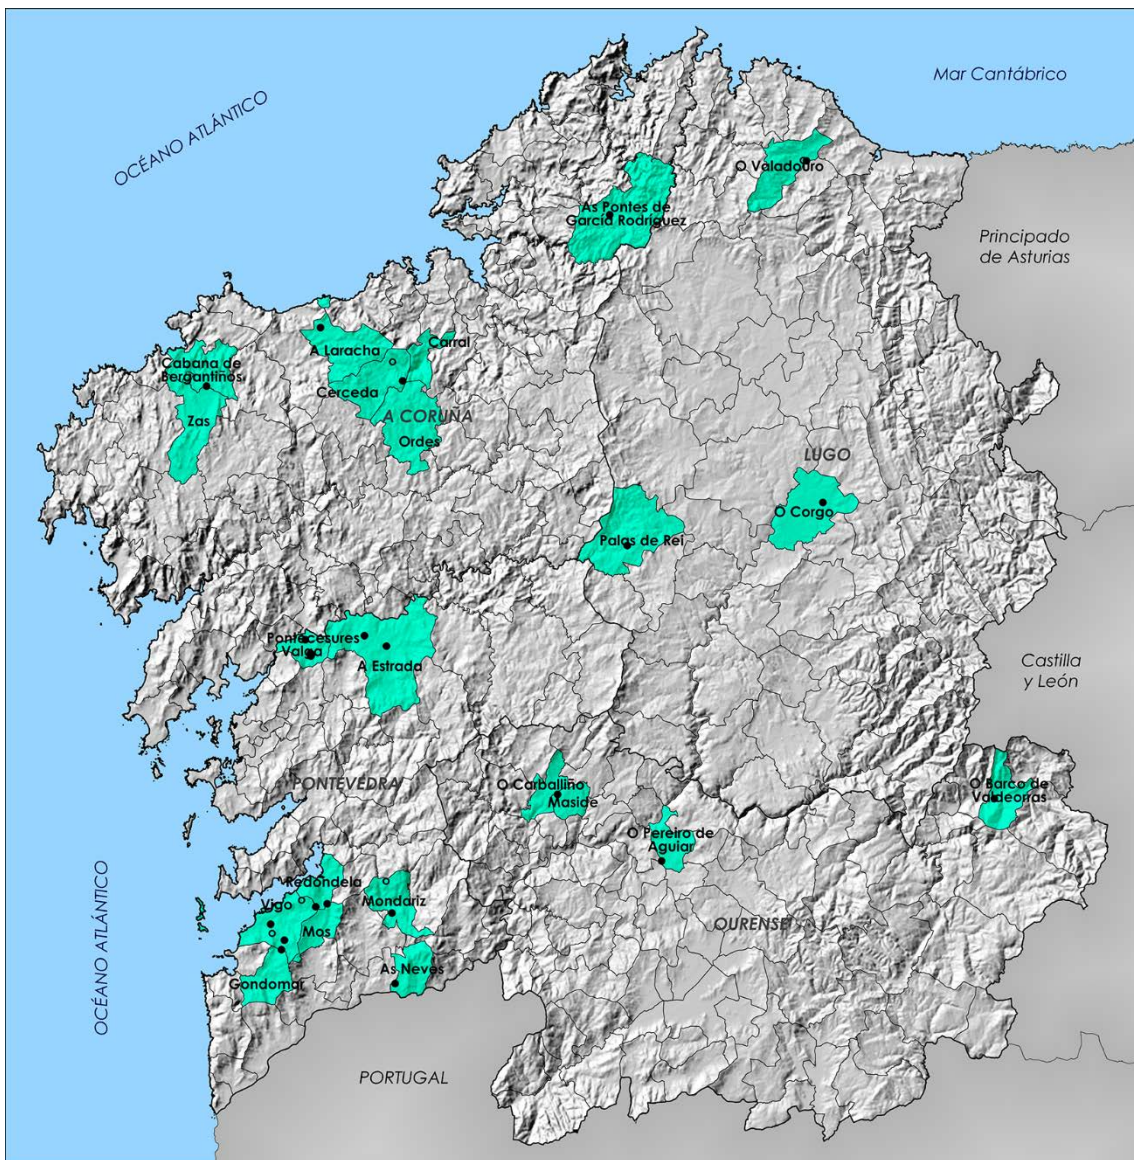 Mar Cantábrico
OCÉANO ATLÁNTICO
O Valadouro
As Pontes de
García Rodríguez
Principado
de Asturias
Carral
A Laracha
Cabana de
Bergantiños
Cerceda
A CORUÑA
Zas
Ordes
LUGO
O Corgo
Palas de Rei
Pontecesures
Valga
A Estrada
Castilla
y León
PONTEVEDRA
O Carballiño
Maside
O Barco de
Valdeorras
O Pereiro de
Aguiar
Redondela
Vigo
Mondariz
Mos
OURENSE
OCÉANO ATLÁNTICO
As Neves
Gondomar
PORTUGAL